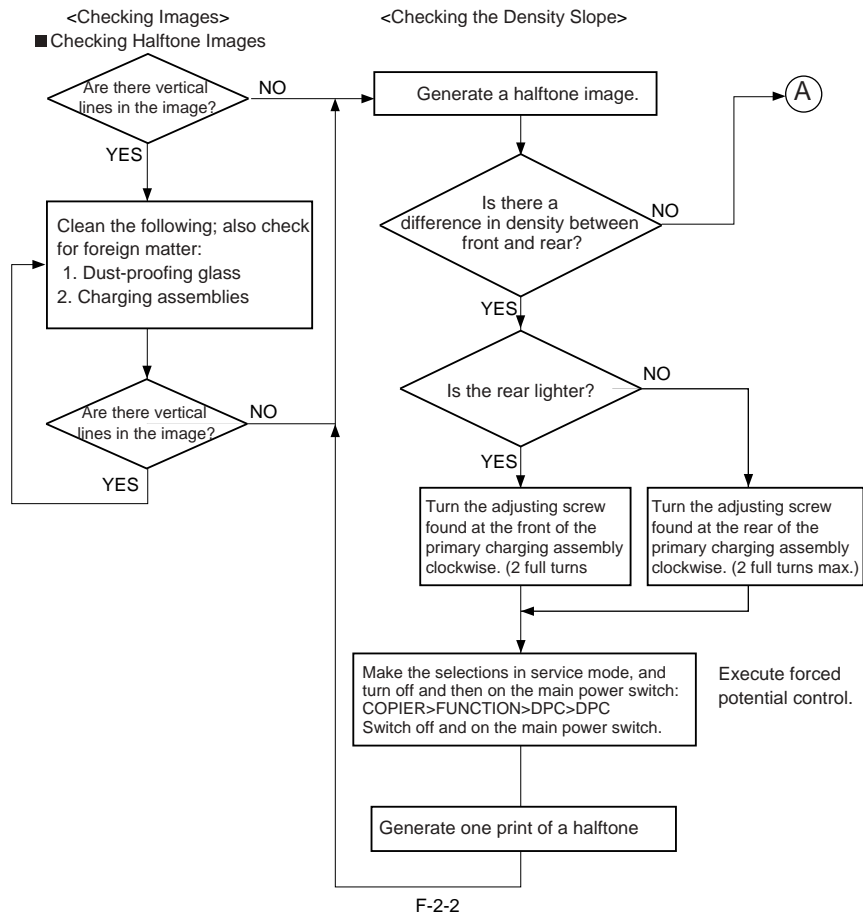 <Checking Images>
■ Checking Halftone Images
Are there vertical
lines in the image?
NO
YES
Clean the following; also check
for foreign matter:
1. Dust-proofing glass
2. Charging assemblies
Are there vertical
lines in the image?
NO
YES
<Checking the Density Slope>
Generate a halftone image.
A
Is there a
difference in density between
front and rear?
NO
YES
Is the rear lighter?
NO
YES
Turn the adjusting screw
found at the front of the
primary charging assembly
clockwise. (2 full turns
Turn the adjusting screw
found at the rear of the
primary charging assembly
clockwise. (2 full turns max.)
Make the selections in service mode, and
turn off and then on the main power switch:
COPIER>FUNCTION>DPC>DPC
Switch off and on the main power switch.
Execute forced
potential control.
Generate one print of a halftone
F-2-2